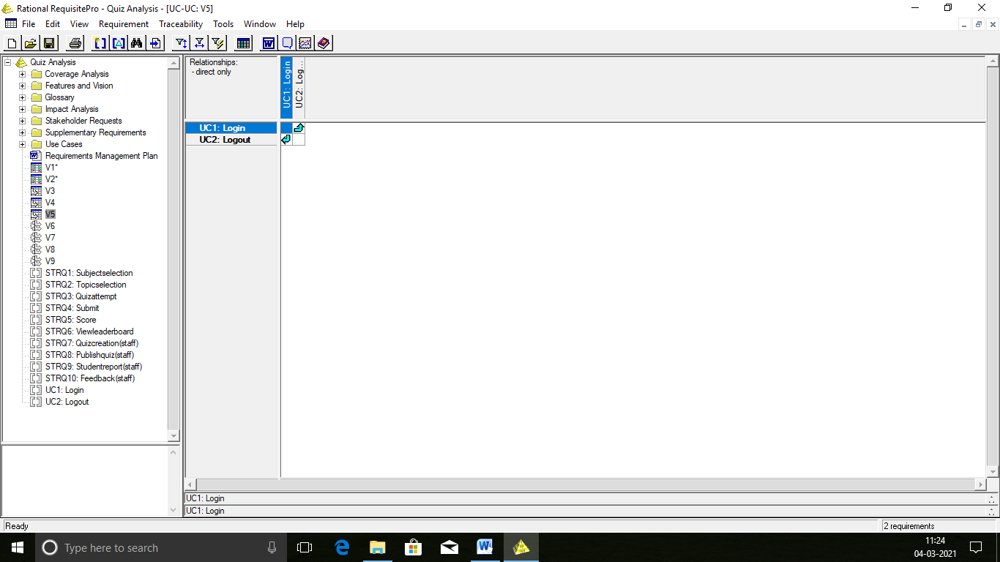 Rational RequisitePro - Quiz Analysis - [UC-UC: V5]
File Edit View Requirement Traceability Tools Window Help
Quiz Analysis
Coverage Analysis
Features and Vision
Glossary
Impact Analysis
Stakeholder Requests
Supplementary Requirements
Use Cases
Requirements Management Plan
V1*
V2*
V3
V4
V5
V6
V7
V8
V9
STRQ1: Subjectselection
STRQ2: Topicselection
STRQ3: Quizattempt
STRQ4: Submit
STRQ5: Score
STRQ6: Viewleaderboard
STRQ7: Quizcreation(staff)
STRQ8: Publishquiz(staff)
STRQ9: Studentreport(staff)
STRQ10: Feedback(staff)
UC1: Login
UC2: Logout
Relationships:
- direct only
UC1: Login
UC2: Log...
UC1: Login
UC2: Logout
UC1: Login
UC1: Login
Ready
2 requirements
Type here to search
11:24
04-03-2021